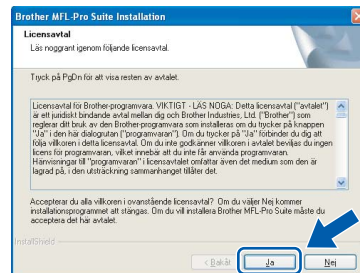 Brother MFL-Pro Suite Installation
Licensavtal
Läs noggrant igenom följande licensavtal.
Tryck på PgDn för att visa resten av avtalet.
Licensavtal för Brother-programvara. VIKTIGT - LÄS NOGA: Detta licensavtal ("avtalet")
är ett juridiskt bindande avtal mellan dig och Brother Industries, Ltd. ("Brother") som
reglerar ditt bruk av den Brother-programvara som installeras om du trycker på knappen
"Ja" i den här dialogrutan ("programvaran"). Om du trycker på "Ja" förbinder du dig att
följa villkoren i detta licensavtal. Om du inte godkänner villkoren i avtalet beviljas du ingen
licens för programvaran, vilket innebär att du inte får använda programvaran.
Hänvisningar till "programvaran" i licensavtalet omfattar även det medium som den är
lagrad på, i den utsträckning sammanhanget tillåter det.
Accepterar du alla villkoren i ovanstående licensavtal? Om du väljer Nej kommer
installationsprogrammet att stängas. Om du vill installera Brother MFL-Pro Suite måste du
acceptera det här avtalet.
InstallShield
< Bakåt
Ja
Nej